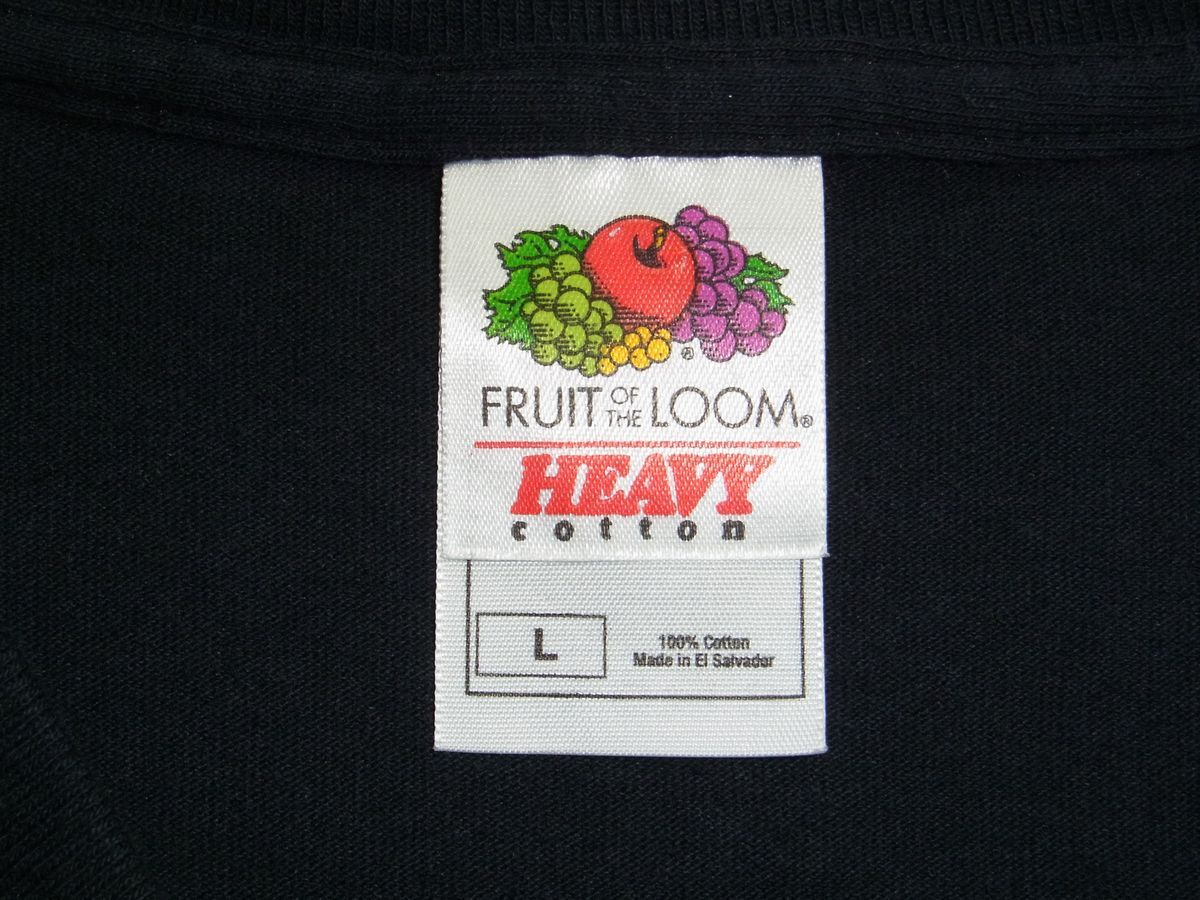 ®
FRUIT OF THE LOOM®
HEAVY
cotton
L
100% Cotton
Made in El Salvador